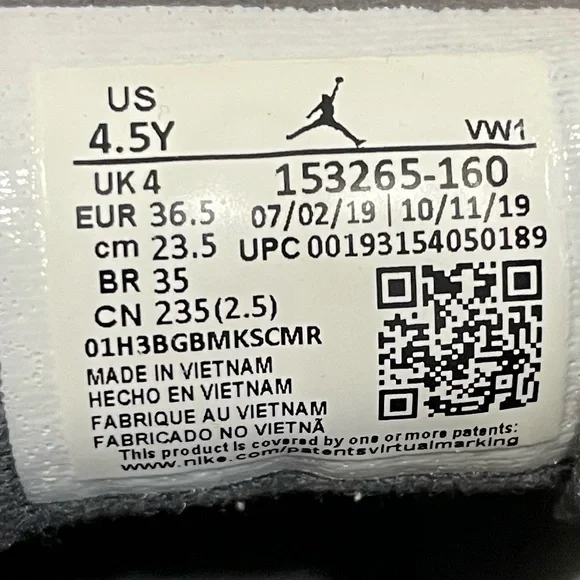 US
4.5Y
VW1
UK 4
153265-160
EUR 36.5
07/02/19 | 10/11/19
cm 23.5
UPC 00193154050189
BR 35
CN 235(2.5)
01H3BGBMKSCMR
MADE IN VIETNAM
HECHO EN VIETNAM
FABRIQUE AU VIETNAM
FABRICADO NO VIETNÃ
This product is covered by one or more patents:
www.nike.com/patentsvirtualmarking